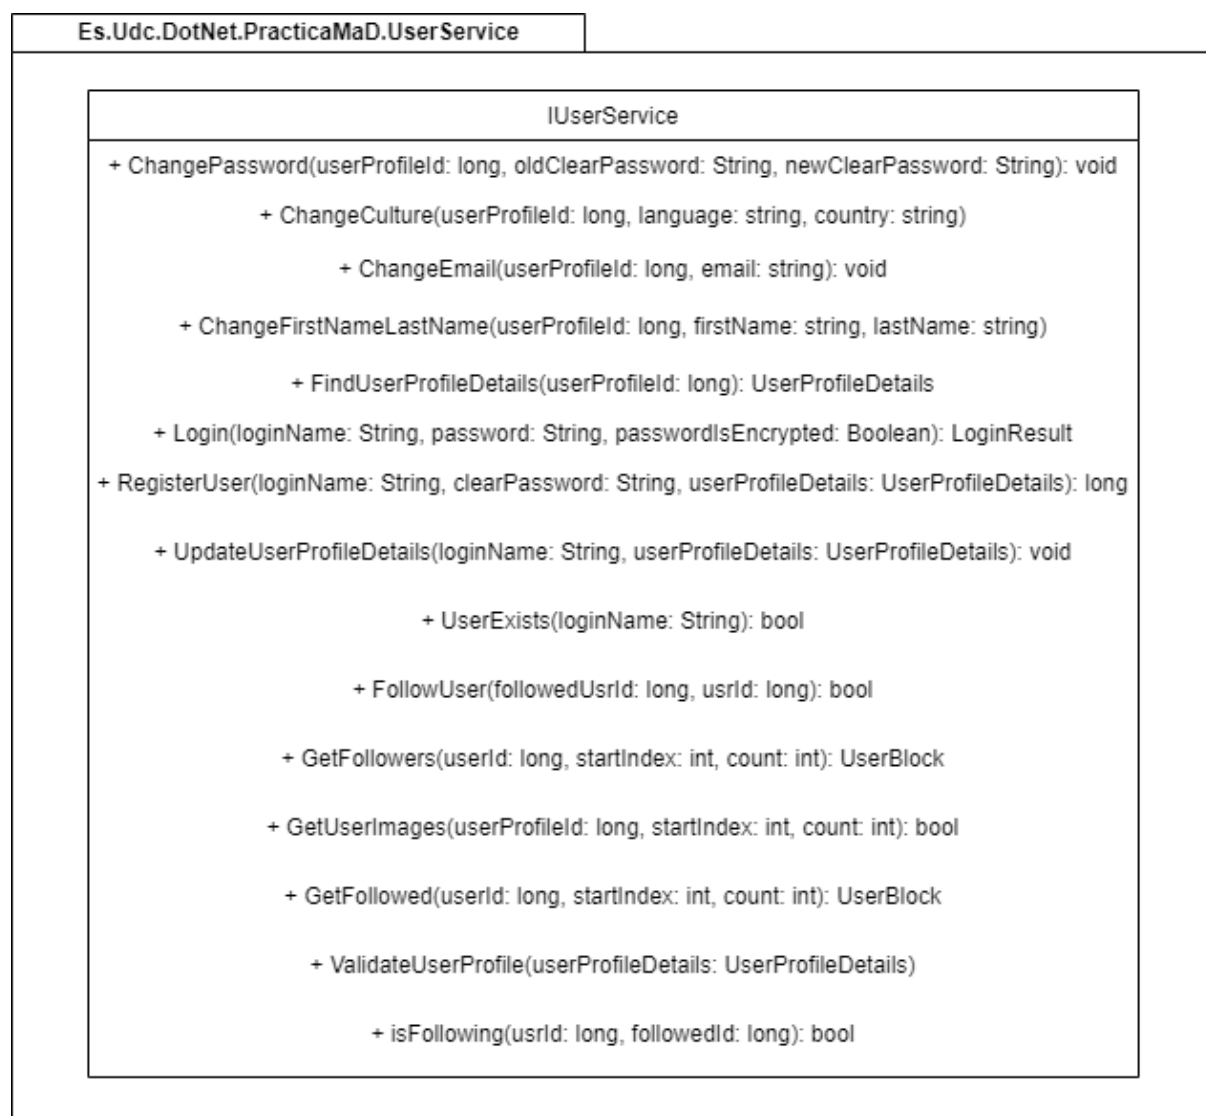 Es.Udc.DotNet.PracticaMaD.UserService
IUserService
+ ChangePassword(userProfileId: long, oldClearPassword: String, newClearPassword: String): void
+ ChangeCulture(userProfileId: long, language: string, country: string)
+ ChangeEmail(userProfileId: long, email: string): void
+ ChangeFirstNameLastName(userProfileId: long, firstName: string, lastName: string)
+ FindUserProfileDetails(userProfileId: long): UserProfileDetails
+ Login(loginName: String, password: String, passwordIsEncrypted: Boolean): LoginResult
+ RegisterUser(loginName: String, clearPassword: String, userProfileDetails: UserProfileDetails): long
+ UpdateUserProfileDetails(loginName: String, userProfileDetails: UserProfileDetails): void
+ UserExists(loginName: String): bool
+ FollowUser(followedUsrId: long, usrId: long): bool
+ GetFollowers(userId: long, startIndex: int, count: int): UserBlock
+ GetUserImages(userProfileId: long, startIndex: int, count: int): bool
+ GetFollowed(userId: long, startIndex: int, count: int): UserBlock
+ ValidateUserProfile(userProfileDetails: UserProfileDetails)
+ isFollowing(usrId: long, followedId: long): bool